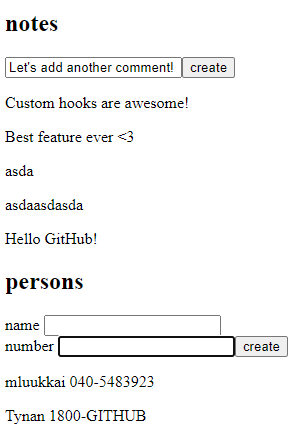 notes
Let's add another comment! create
Custom hooks are awesome!
Best feature ever <3
asda
asdaasdasda
Hello GitHub!
persons
name
number create
mluukkai 040-5483923
Tynan 1800-GITHUB